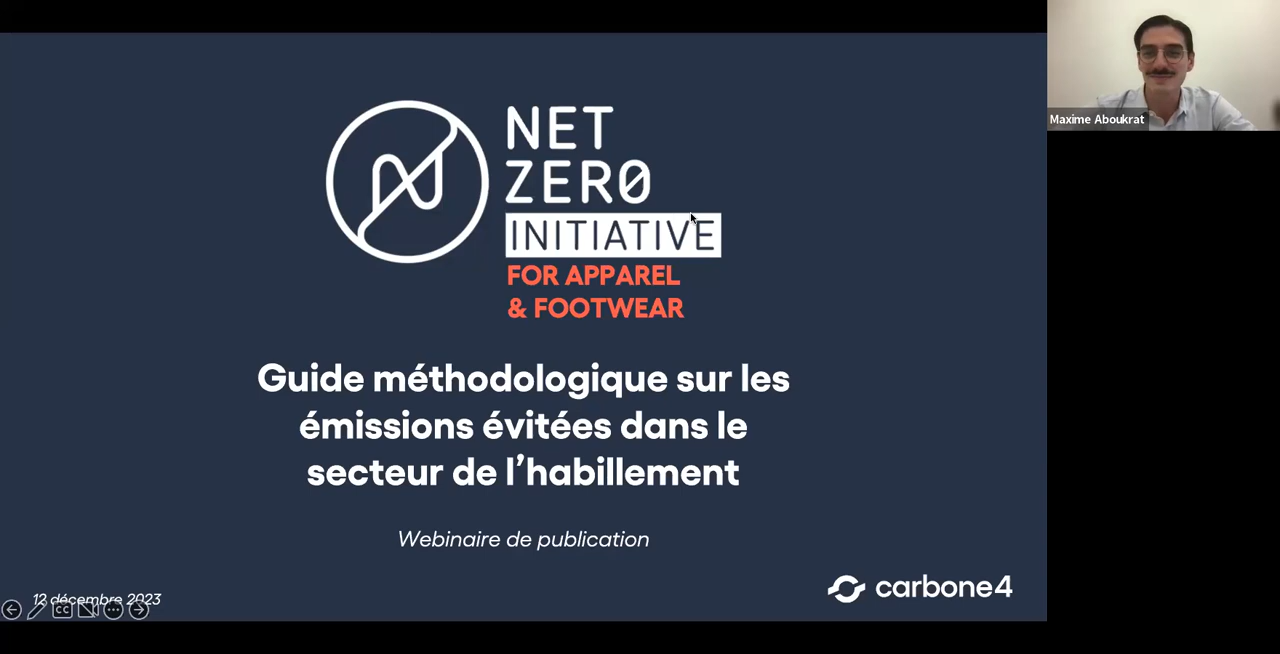 NET
ZERO
INITIATIVE
FOR APPAREL
& FOOTWEAR
Guide méthodologique sur les
émissions évitées dans le
secteur de l'habillement
Webinaire de publication
12 décembre 2023
CC
carbone4
Maxime Aboukrat